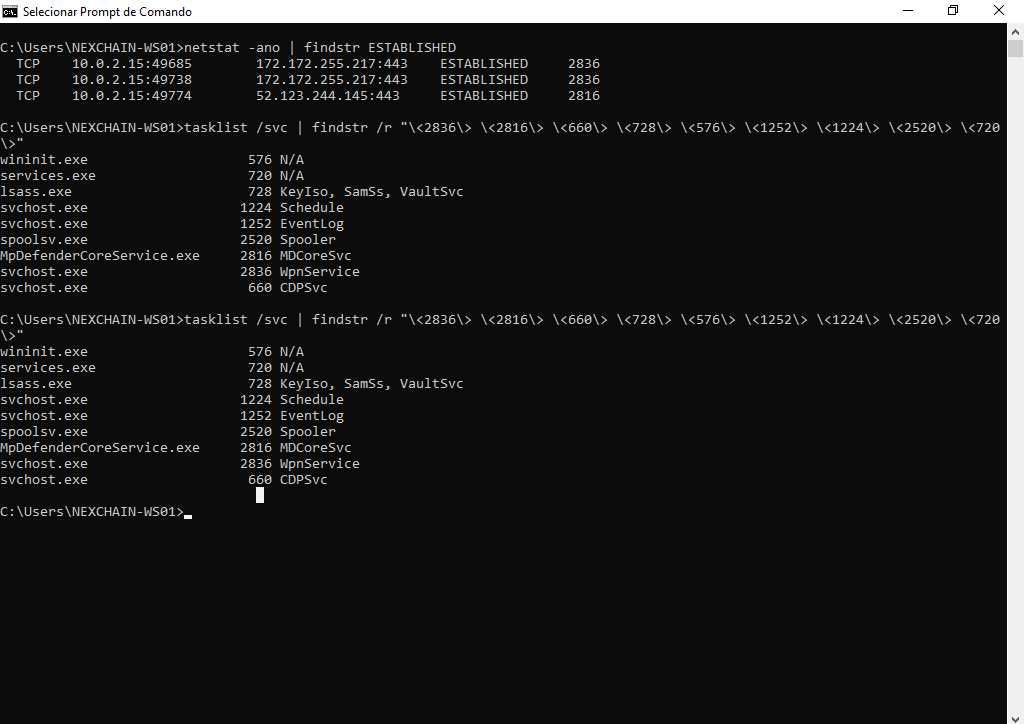 Selecionar Prompt de Comando
C:\Users\NEXCHAIN-WS01>netstat -ano | findstr ESTABLISHED
  TCP    10.0.2.15:49685        172.172.255.217:443    ESTABLISHED     2836
  TCP    10.0.2.15:49738        172.172.255.217:443    ESTABLISHED     2836
  TCP    10.0.2.15:49774        52.123.244.145:443     ESTABLISHED     2816
C:\Users\NEXCHAIN-WS01>tasklist /svc | findstr /r "\<2836\> \<2816\> \<660\> \<728\> \<576\> \<1252\> \<1224\> \<2520\> \<720
\>"
wininit.exe                    576 N/A
services.exe                   720 N/A
lsass.exe                      728 KeyIso, SamSs, VaultSvc
svchost.exe                   1224 Schedule
svchost.exe                   1252 EventLog
spoolsv.exe                   2520 Spooler
MpDefenderCoreService.exe     2816 MDCoreSvc
svchost.exe                   2836 WpnService
svchost.exe                    660 CDPSvc
C:\Users\NEXCHAIN-WS01>tasklist /svc | findstr /r "\<2836\> \<2816\> \<660\> \<728\> \<576\> \<1252\> \<1224\> \<2520\> \<720
\>"
wininit.exe                    576 N/A
services.exe                   720 N/A
lsass.exe                      728 KeyIso, SamSs, VaultSvc
svchost.exe                   1224 Schedule
svchost.exe                   1252 EventLog
spoolsv.exe                   2520 Spooler
MpDefenderCoreService.exe     2816 MDCoreSvc
svchost.exe                   2836 WpnService
svchost.exe                    660 CDPSvc
C:\Users\NEXCHAIN-WS01>